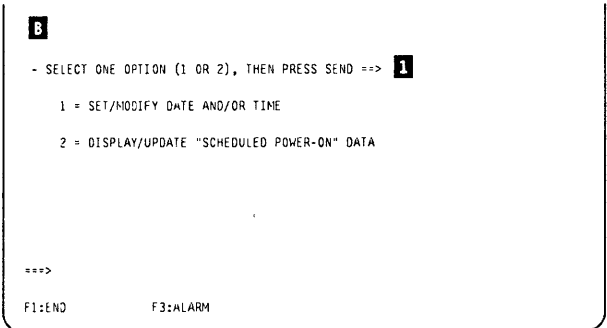 B
- SELECT ONE OPTION (1 OR 2), THEN PRESS SEND ==> 1
1 = SET/MODIFY DATE AND/OR TIME
2 = DISPLAY/UPDATE "SCHEDULED POWER-ON" DATA
===>
F1:END F3:ALARM